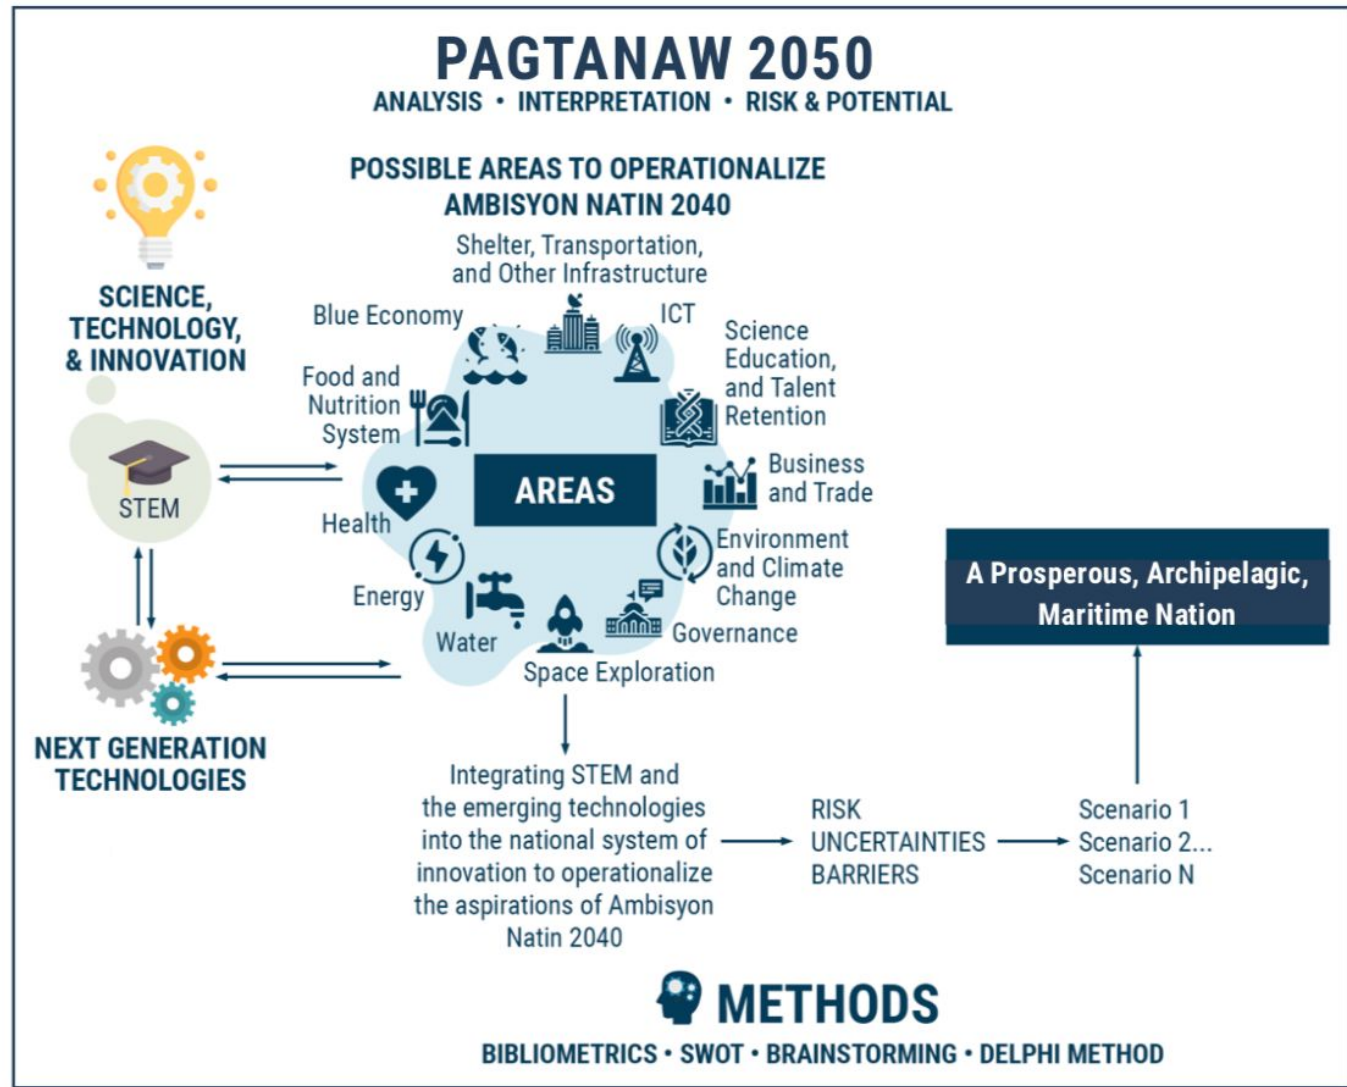 PAGTANAW 2050
ANALYSIS • INTERPRETATION • RISK & POTENTIAL
POSSIBLE AREAS TO OPERATIONALIZE
AMBISYON NATIN 2040
SCIENCE,
TECHNOLOGY,
& INNOVATION
STEM
NEXT GENERATION
TECHNOLOGIES
Shelter, Transportation,
and Other Infrastructure
Blue Economy
ICT
Science
Education,
and Talent
Retention
Food and
Nutrition
System
AREAS
Business
and Trade
Health
Environment
and Climate
Change
Energy
Water
Governance
Space Exploration
Integrating STEM and
the emerging technologies
into the national system of
innovation to operationalize
the aspirations of Ambisyon
Natin 2040
RISK
UNCERTAINTIES
BARRIERS
Scenario 1
Scenario 2...
Scenario N
A Prosperous, Archipelagic,
Maritime Nation
METHODS
BIBLIOMETRICS • SWOT • BRAINSTORMING • DELPHI METHOD